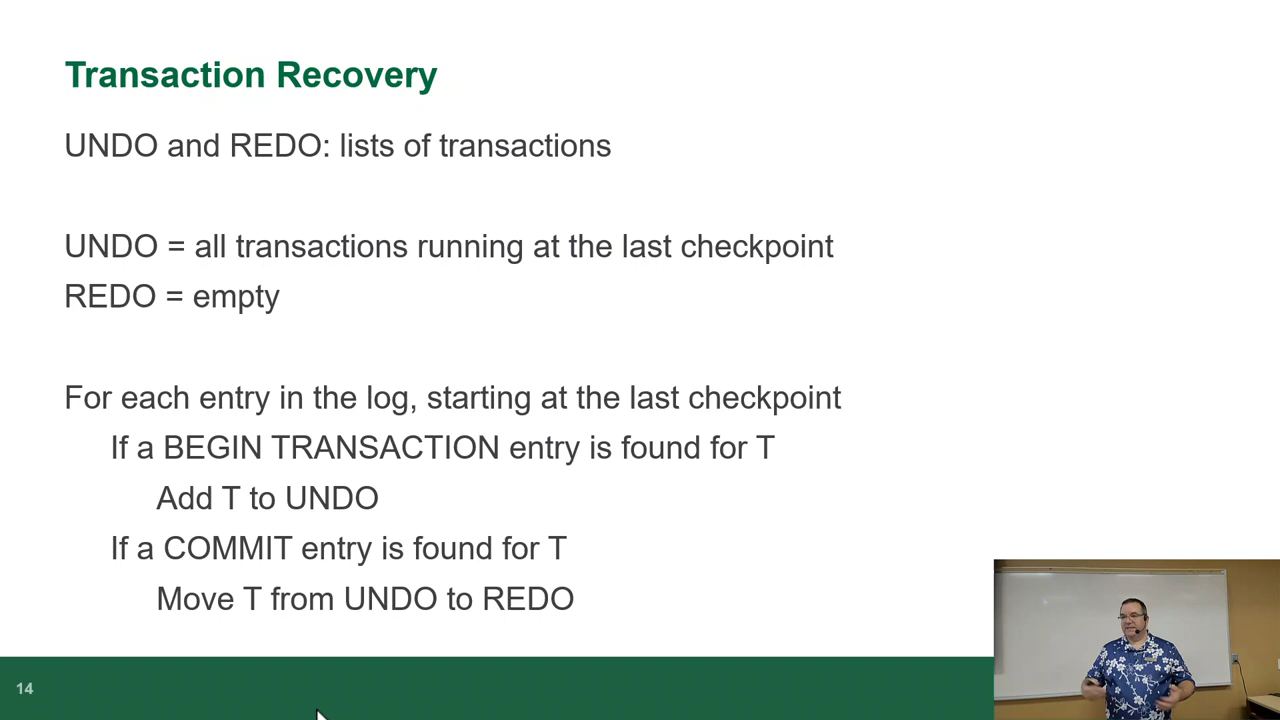 Transaction Recovery
UNDO and REDO: lists of transactions
UNDO = all transactions running at the last checkpoint
REDO = empty
For each entry in the log, starting at the last checkpoint
If a BEGIN TRANSACTION entry is found for T
Add T to UNDO
If a COMMIT entry is found for T
Move T from UNDO to REDO
14